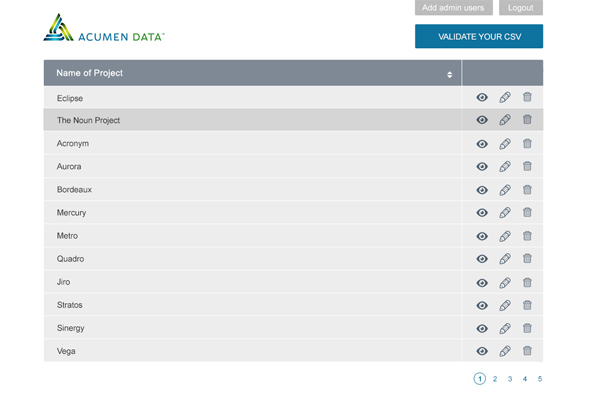 Add admin users
Logout
ACUMEN DATA
VALIDATE YOUR CSV
Name of Project
Eclipse
The Noun Project
Acronym
Aurora
Bordeaux
Mercury
Metro
Quadro
Jiro
Stratos
Sinergy
Vega
1 2 3 4 5